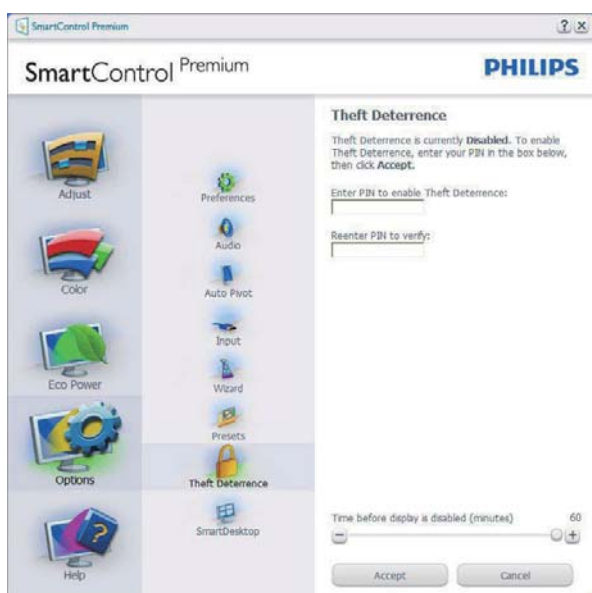 SmartControl Premium
SmartControl Premium
PHILIPS
Adjust
Color
Eco Power
Options
Help
Preferences
Audio
Auto Pivot
Input
Wizard
Presets
Theft Deterrence
SmartDesktop
Theft Deterrence
Theft Deterrence is currently Disabled. To enable
Theft Deterrence, enter your PIN in the box below,
then click Accept.
Enter PIN to enable Theft Deterrence:
Reenter PIN to verify:
Time before display is disabled (minutes) 60
Accept Cancel